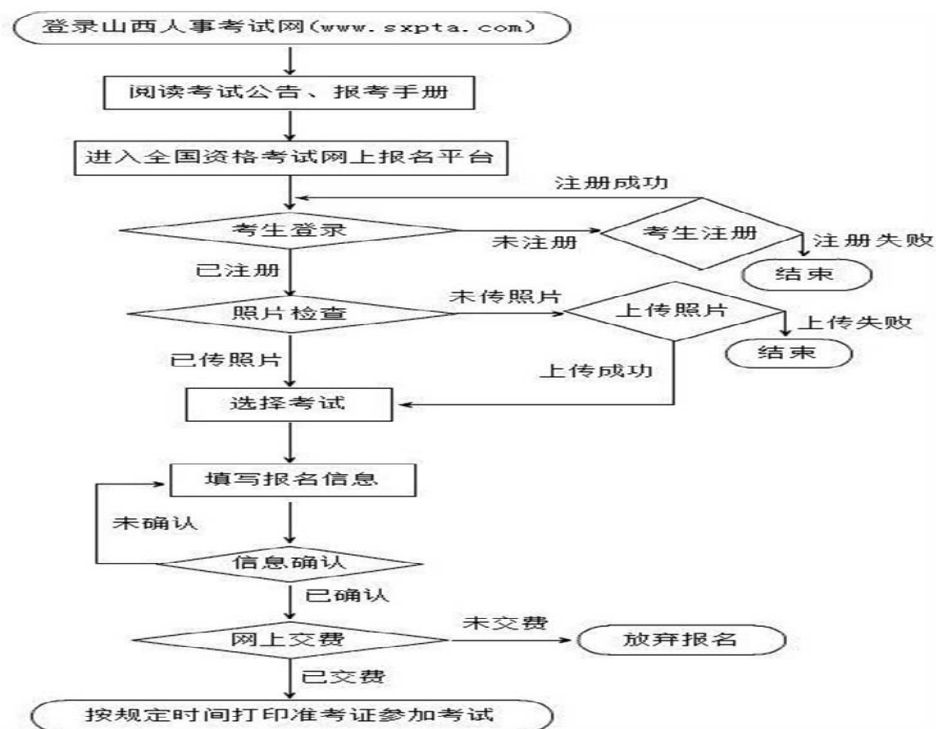 登录山西人事考试网(www.sxpta.com)
阅读考试公告、报考手册
进入全国资格考试网上报名平台
注册成功
考生登录
未注册
考生注册
注册失败
已注册
结束
未传照片
照片检查
上传照片
上传失败
已传照片
上传成功
结束
选择考试
填写报名信息
未确认
信息确认
已确认
未交费
网上交费
放弃报名
已交费
按规定时间打印准考证参加考试